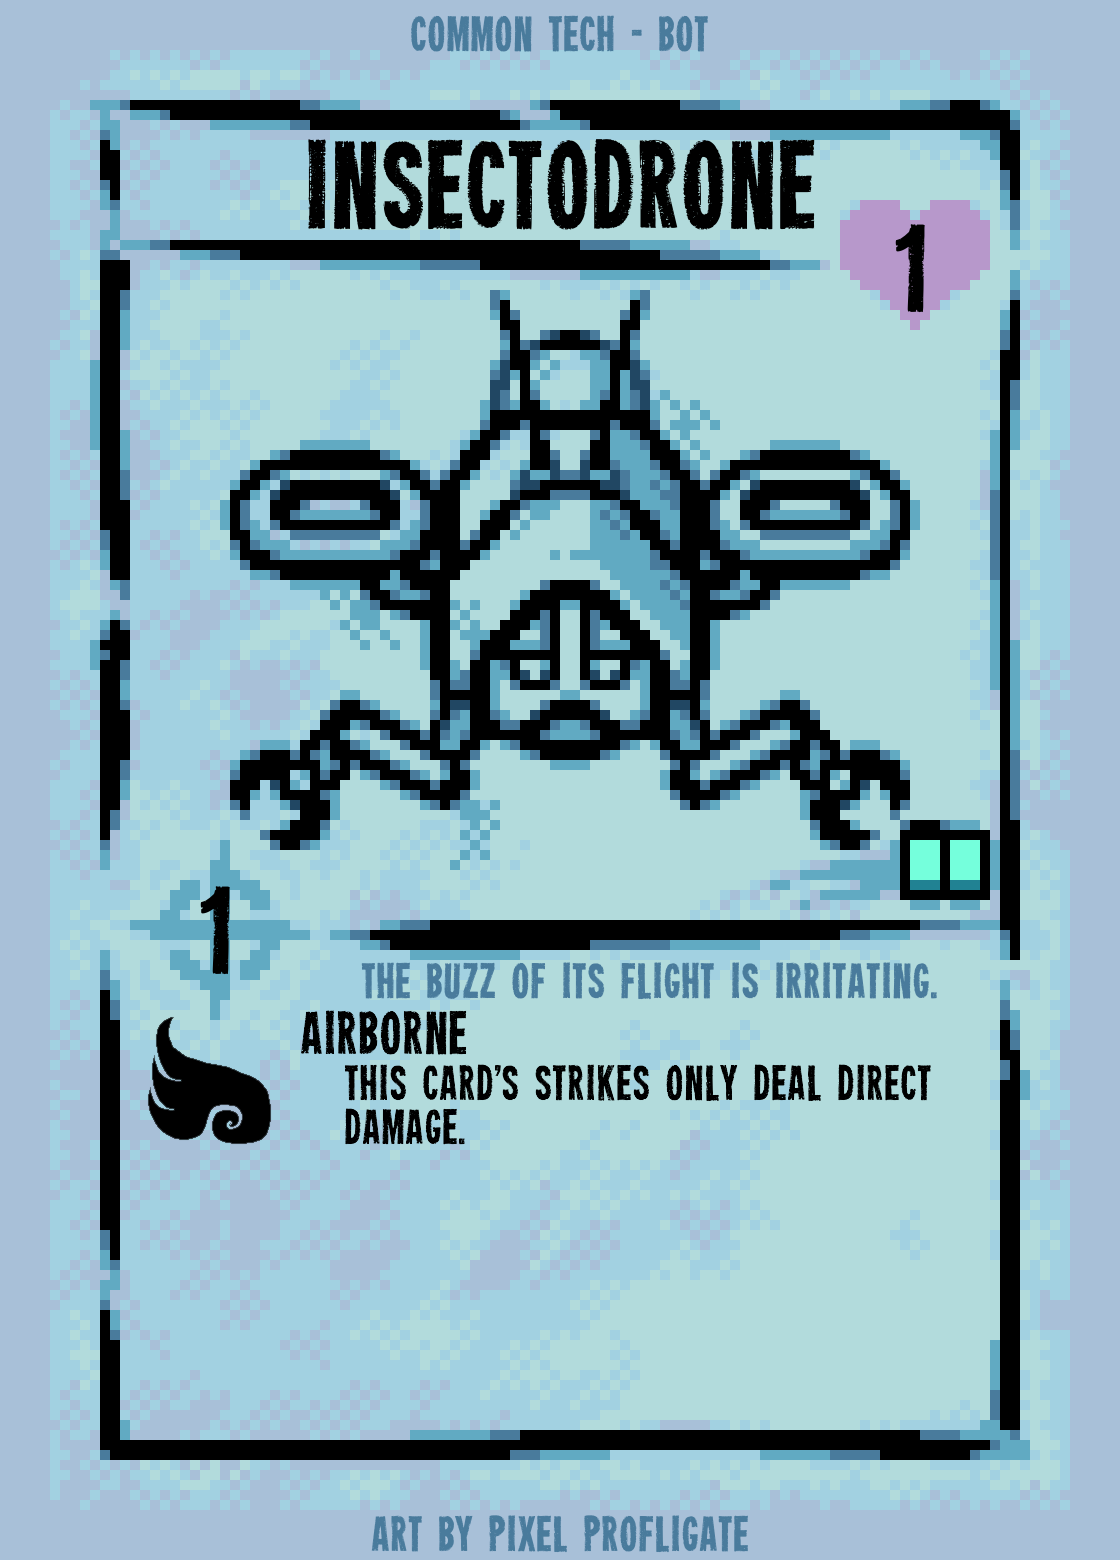 COMMON TECH - BOT
INSECTODRONE
1
1
THE BUZZ OF ITS FLIGHT IS IRRITATING.
AIRBORNE
THIS CARD'S STRIKES ONLY DEAL DIRECT
DAMAGE.
ART BY PIXEL PROFLIGATE